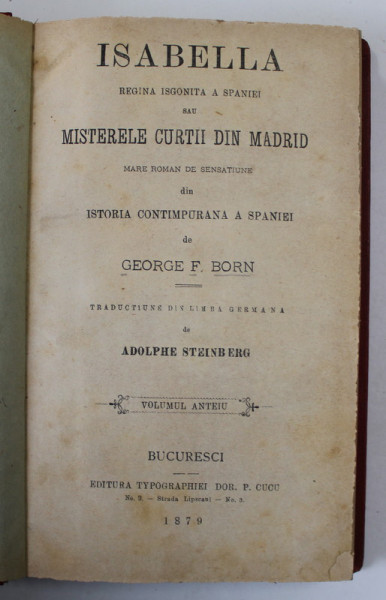 ISABELLA
REGINA ISGONITA A SPANIEI
SAU
MISTERELE CURTII DIN MADRID
MARE ROMAN DE SENSATIUNE
din
ISTORIA CONTIMPURANA A SPANIEI
de
GEORGE F. BORN
TRADUCTIUNE DIN LIMBA GERMANA
de
ADOLPHE STEINBERG
VOLUMUL ANTEIU
BUCURESCI
EDITURA TYPOGRAPHIEI DOR. P. CUCU
No. 3. — Strada Lipscani — No. 3.
1879